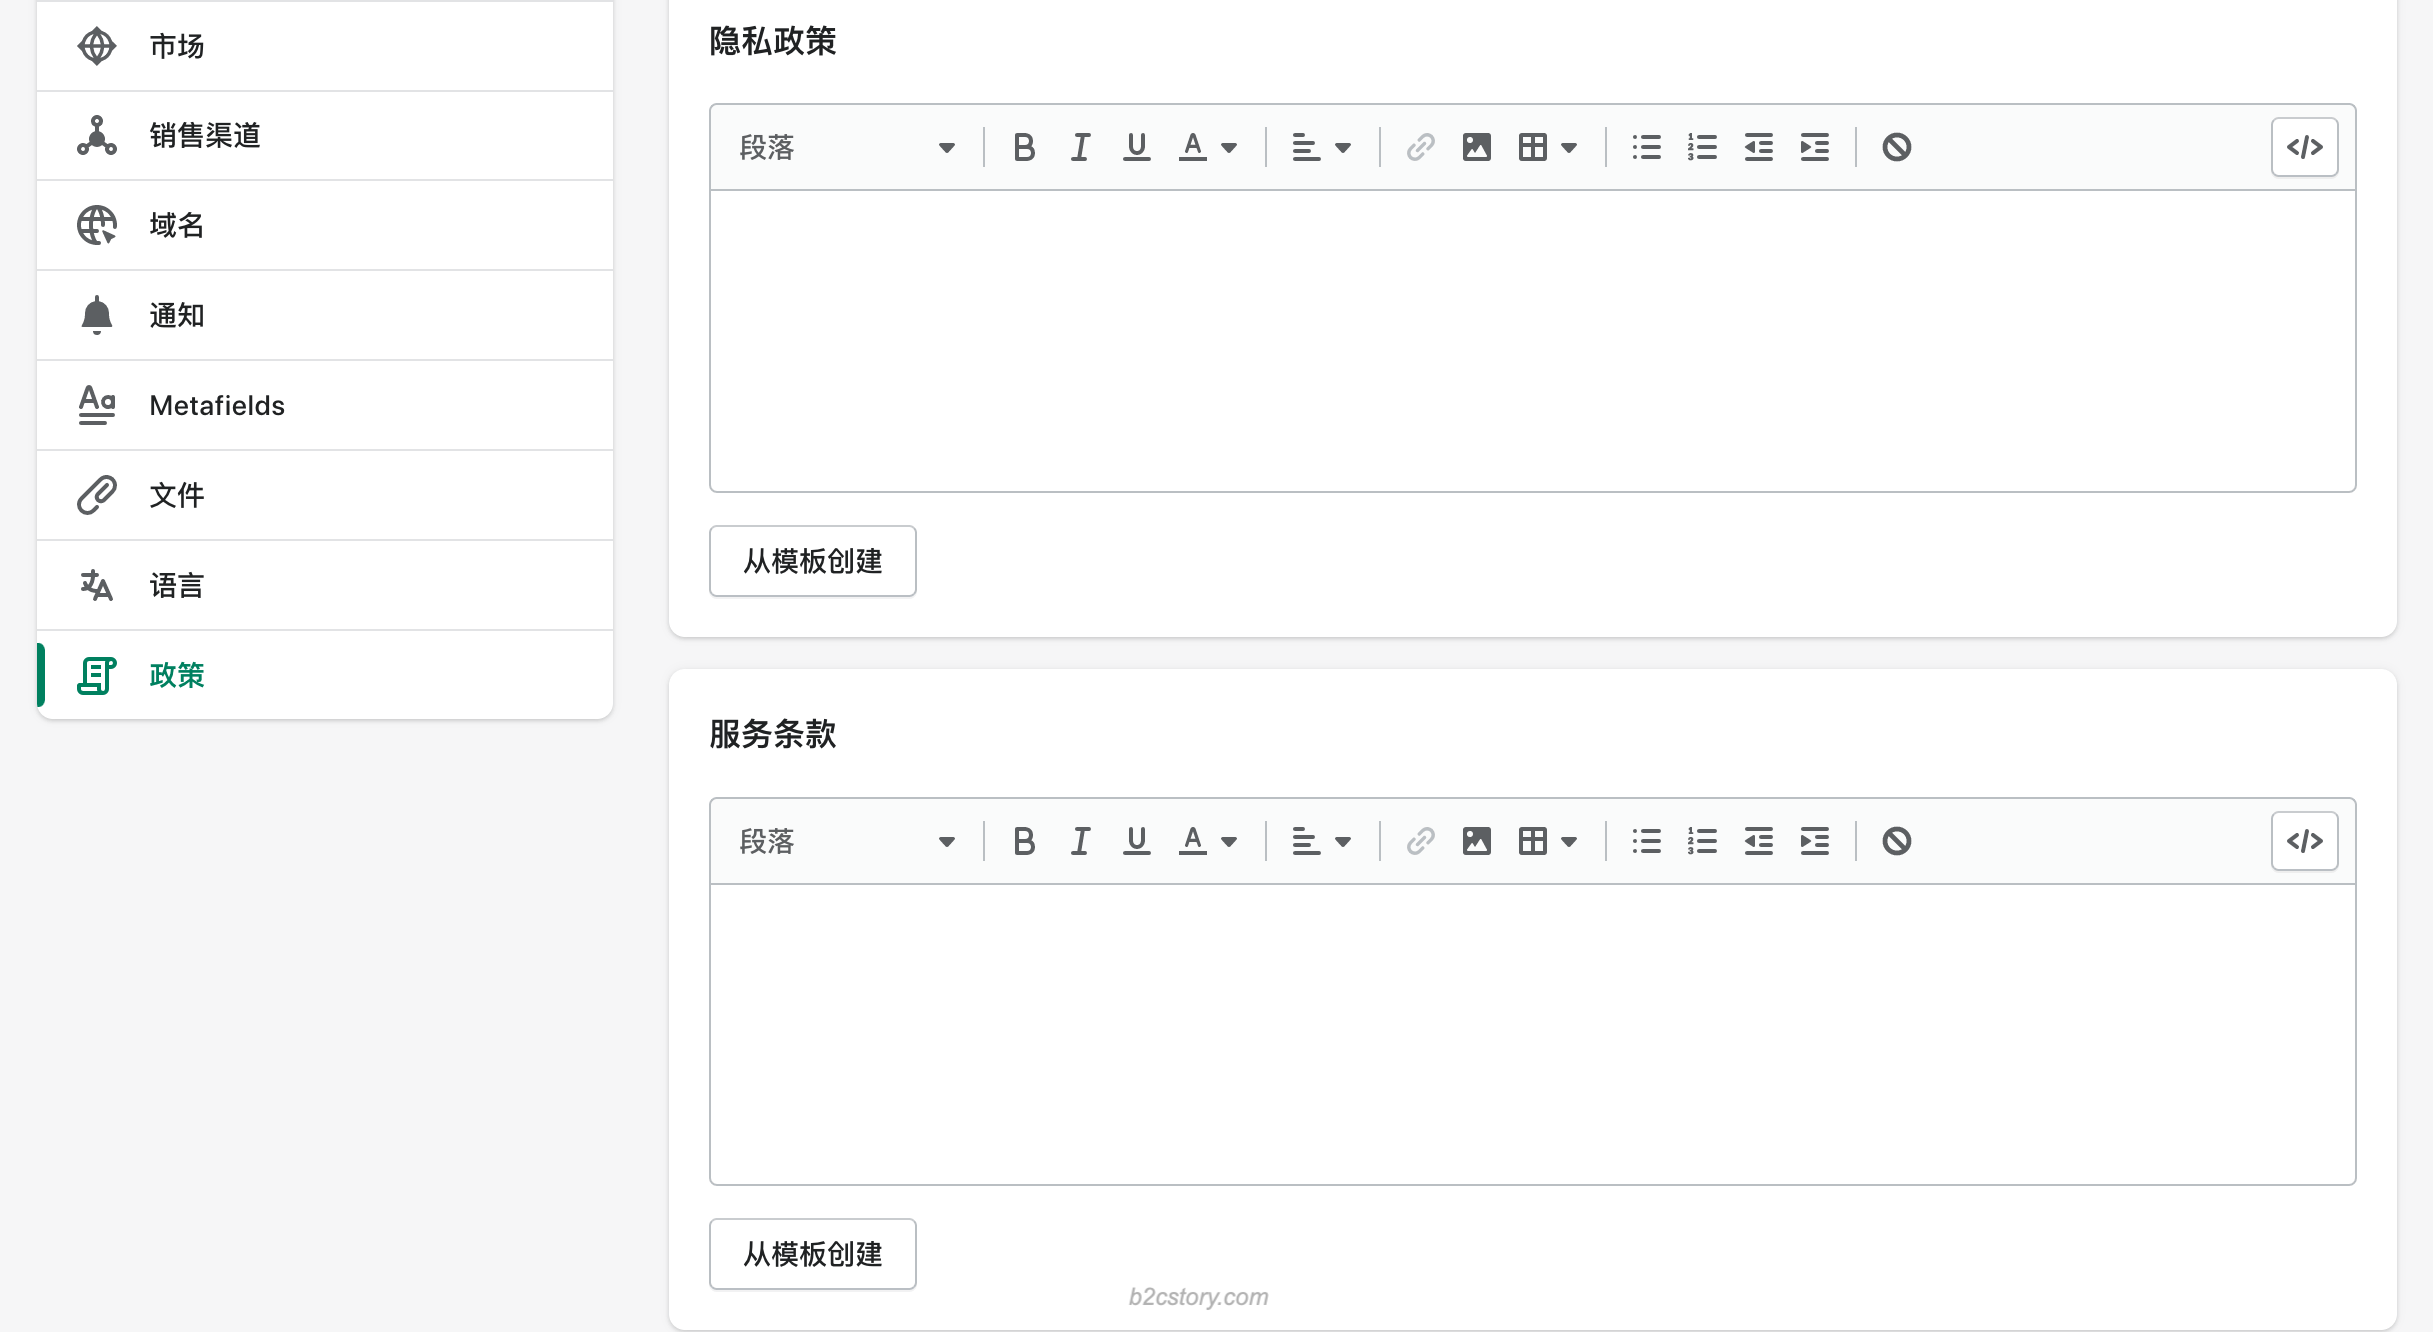 市场
销售渠道
域名
通知
Metafields
文件
语言
政策
隐私政策
段落
从模板创建
服务条款
段落
从模板创建
b2cstory.com